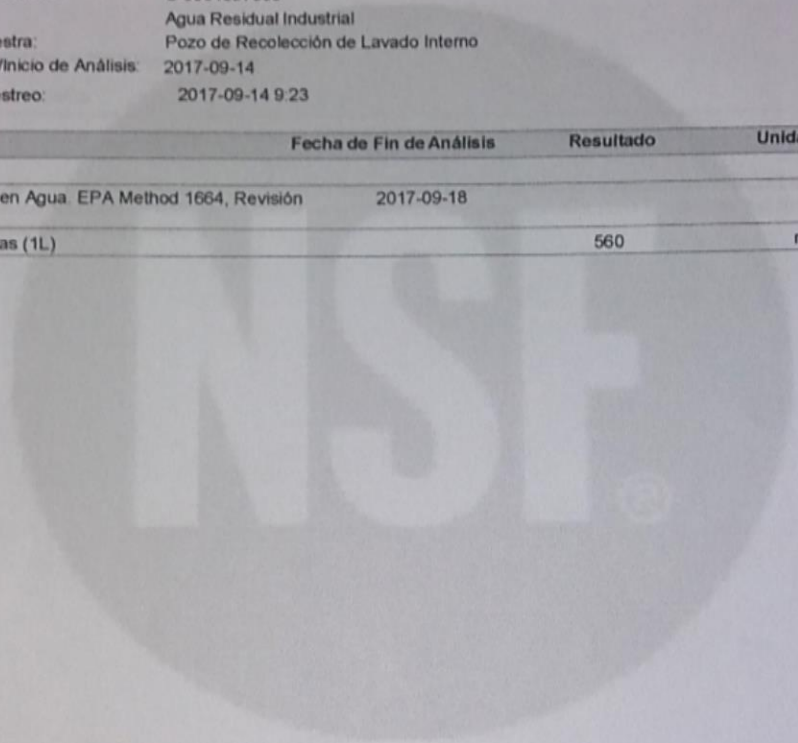 Agua Residual Industrial
estra: Pozo de Recolección de Lavado Interno
/Inicio de Análisis: 2017-09-14
streo: 2017-09-14 9:23
Fecha de Fin de Análisis Resultado Unid
en Agua. EPA Method 1664, Revisión 2017-09-18
as (1L) 560
NSF®